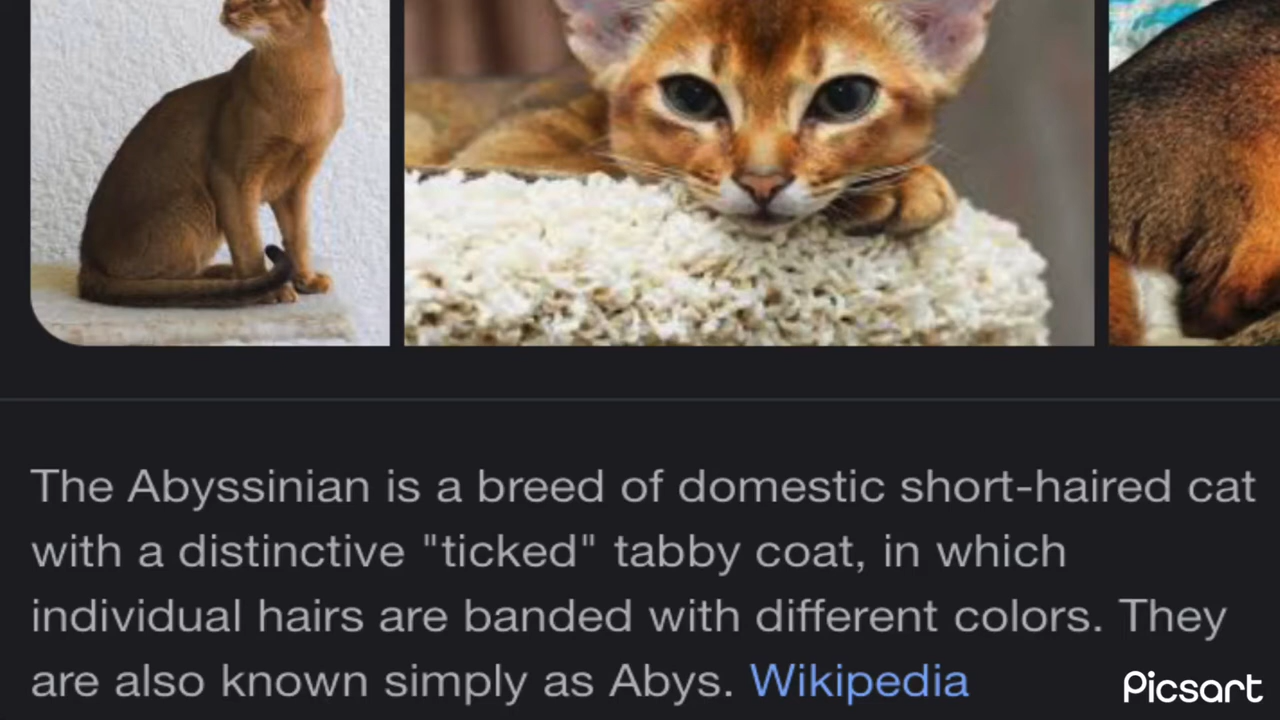 The Abyssinian is a breed of domestic short-haired cat
with a distinctive "ticked" tabby coat, in which
individual hairs are banded with different colors. They
are also known simply as Abys. Wikipedia
Picsart